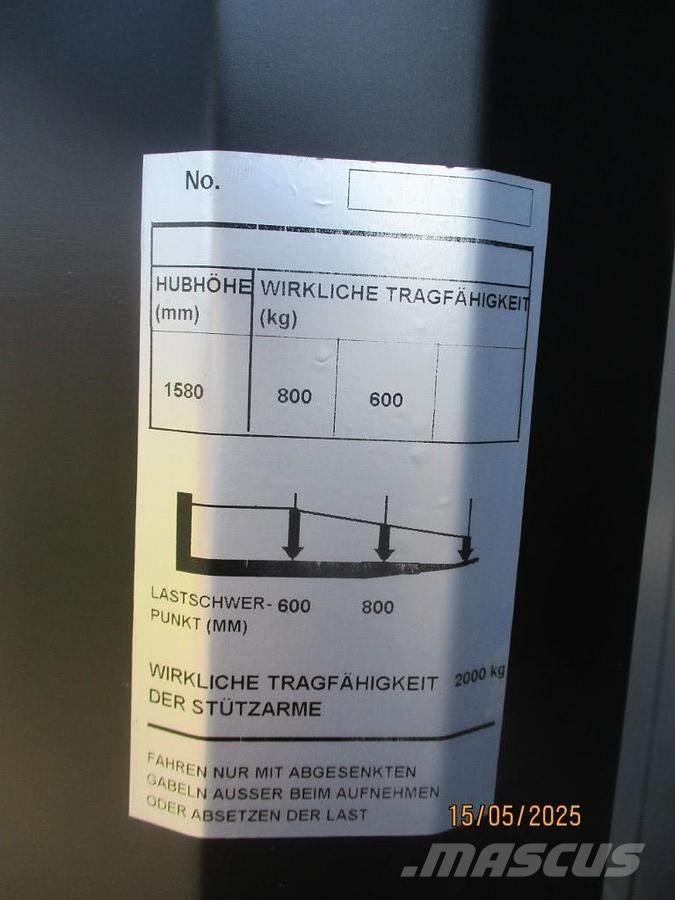 No.
HUBHÖHE WIRKLICHE TRAGFÄHIGKEIT
(mm) (kg)
1580 800 600
LASTSCHWER- 600 800
PUNKT (MM)
WIRKLICHE TRAGFÄHIGKEIT 2000 kg
DER STÜTZARME
FAHREN NUR MIT ABGESENKTEN
GABELN AUSSER BEIM AUFNEHMEN
ODER ABSETZEN DER LAST
15/05/2025
MASCUS